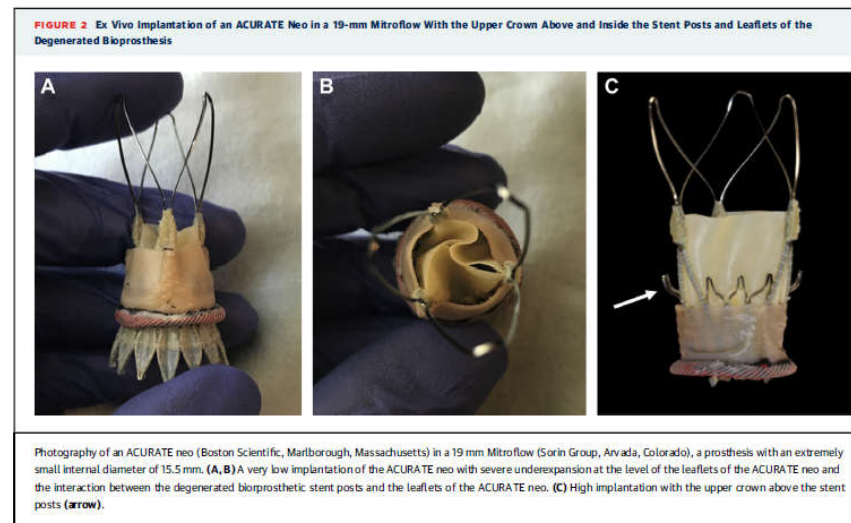 FIGURE 2 Ex Vivo Implantation of an ACURATE Neo in a 19-mm Mitroflow With the Upper Crown Above and Inside the Stent Posts and Leaflets of the
Degenerated Bioprosthesis
A
B
C
Photography of an ACURATE neo (Boston Scientific, Marlborough, Massachusetts) in a 19 mm Mitroflow (Sorin Group, Arvada, Colorado), a prosthesis with an extremely
small internal diameter of 15.5 mm. (A, B) A very low implantation of the ACURATE neo with severe underexpansion at the level of the leaflets of the ACURATE neo and
the interaction between the degenerated biorprosthetic stent posts and the leaflets of the ACURATE neo. (C) High implantation with the upper crown above the stent
posts (arrow).